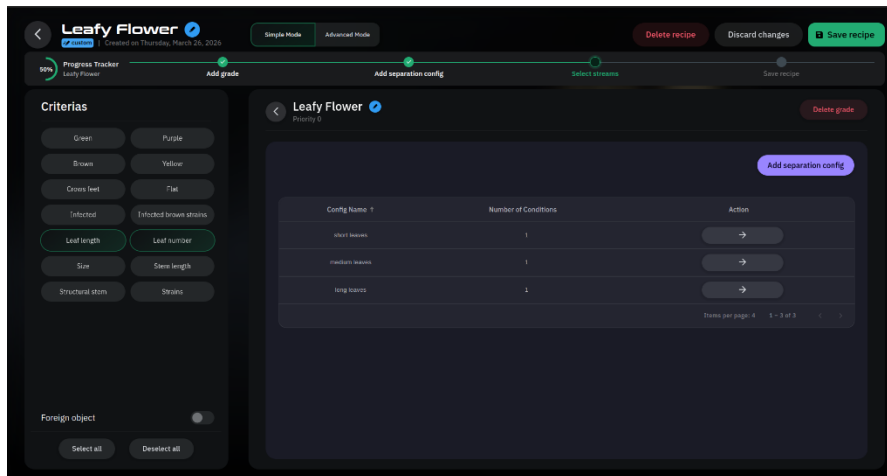 Leafy Flower
custom | Created on Thursday, March 26, 2026
Simple Mode
Advanced Mode
Delete recipe
Discard changes
Save recipe
50%
Progress Tracker
Leafy Flower
Add grade
Add separation config
Select streams
Save recipe
Criterias
Green
Purple
Brown
Yellow
Crows feet
Flat
Infected
Infected brown strains
Leaf length
Leaf number
Size
Stem length
Structural stem
Strains
Foreign object
Select all
Deselect all
Leafy Flower
Priority 0
Delete grade
Add separation config
Config Name ↑
Number of Conditions
Action
short leaves
1
→
medium leaves
1
→
long leaves
1
→
Items per page: 4
1 – 3 of 3